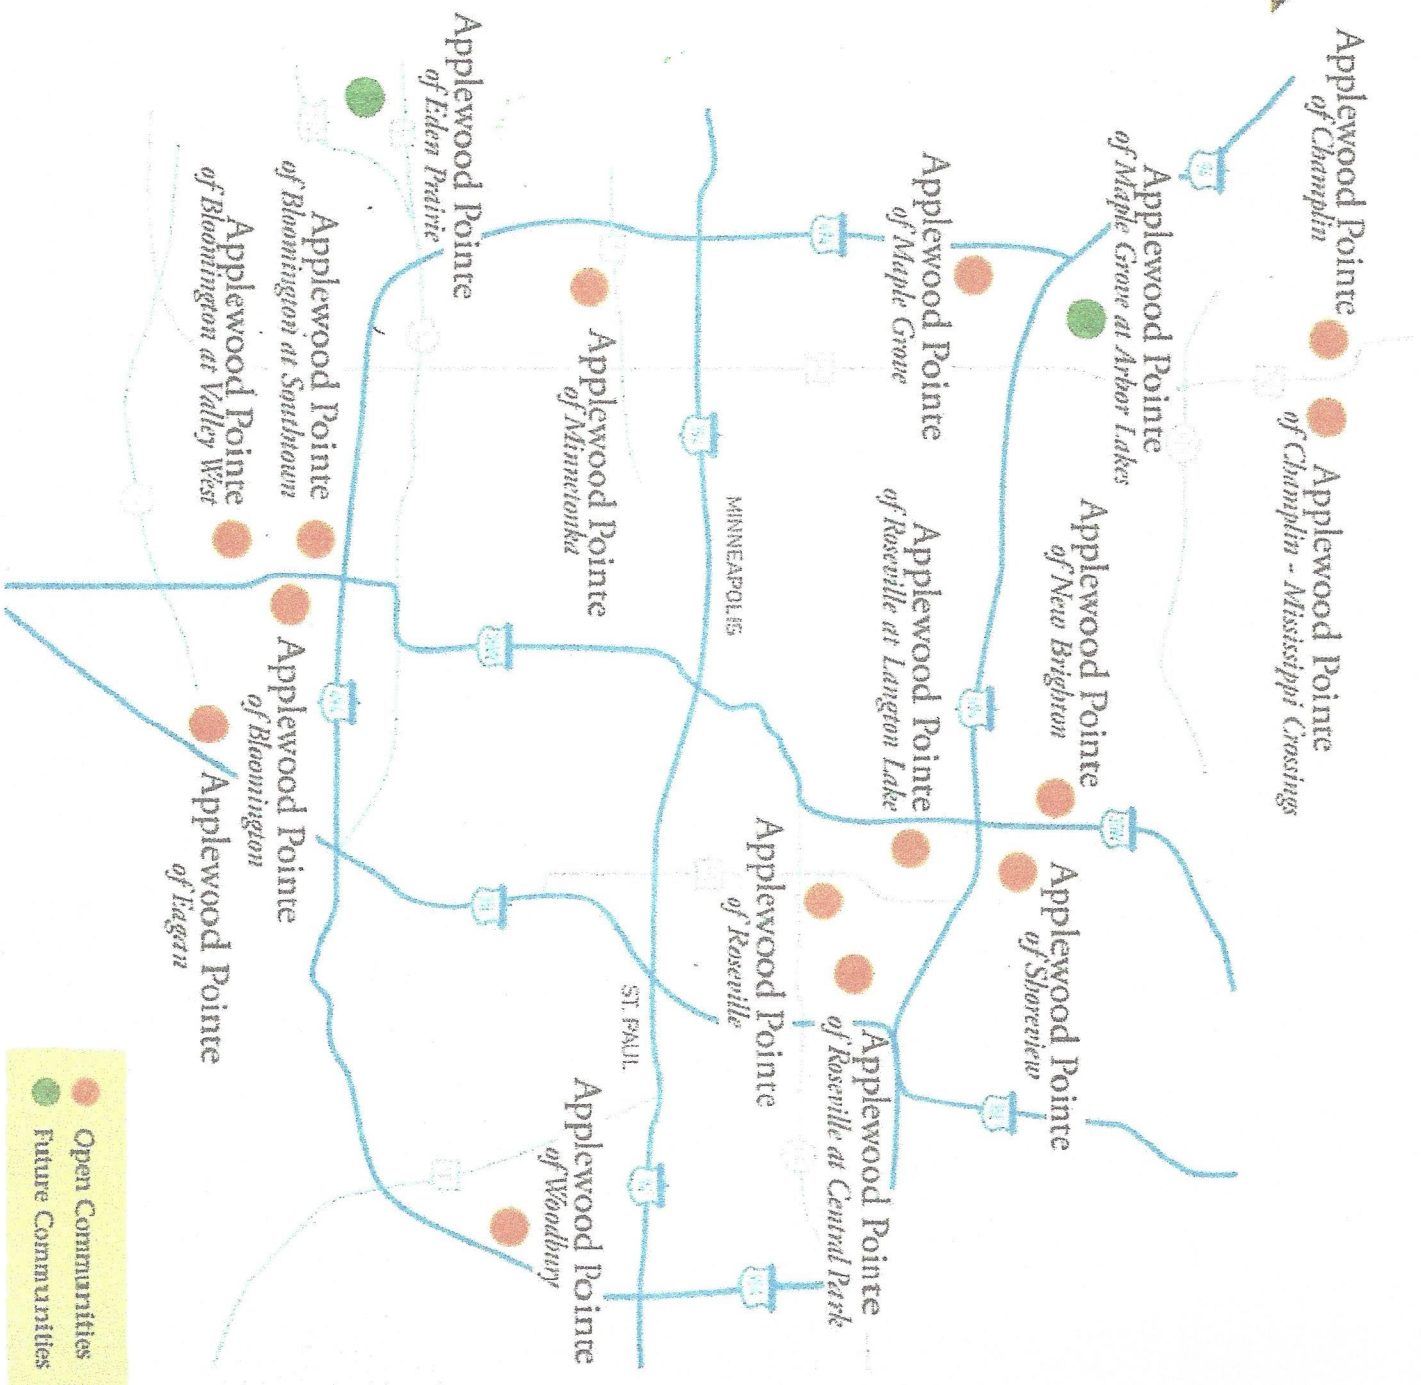 Applewood Pointe
of Champlin
Applewood Pointe
of Champlin - Mississippi Crossings
Applewood Pointe
of Maple Grove at Arbor Lakes
Applewood Pointe
of New Brighton
Applewood Pointe
of Shoreview
Applewood Pointe
of Maple Grove
Applewood Pointe
of Roseville at Langton Lake
Applewood Pointe
of Roseville at Central Park
Applewood Pointe
of Roseville
MINNEAPOLIS
ST. PAUL
Applewood Pointe
of Minnetonka
Applewood Pointe
of Woodbury
Applewood Pointe
of Eden Prairie
Applewood Pointe
of Bloomington at Southtown
Applewood Pointe
of Bloomington
Applewood Pointe
of Bloomington at Valley West
Applewood Pointe
of Eagan
Open Communities
Future Communities